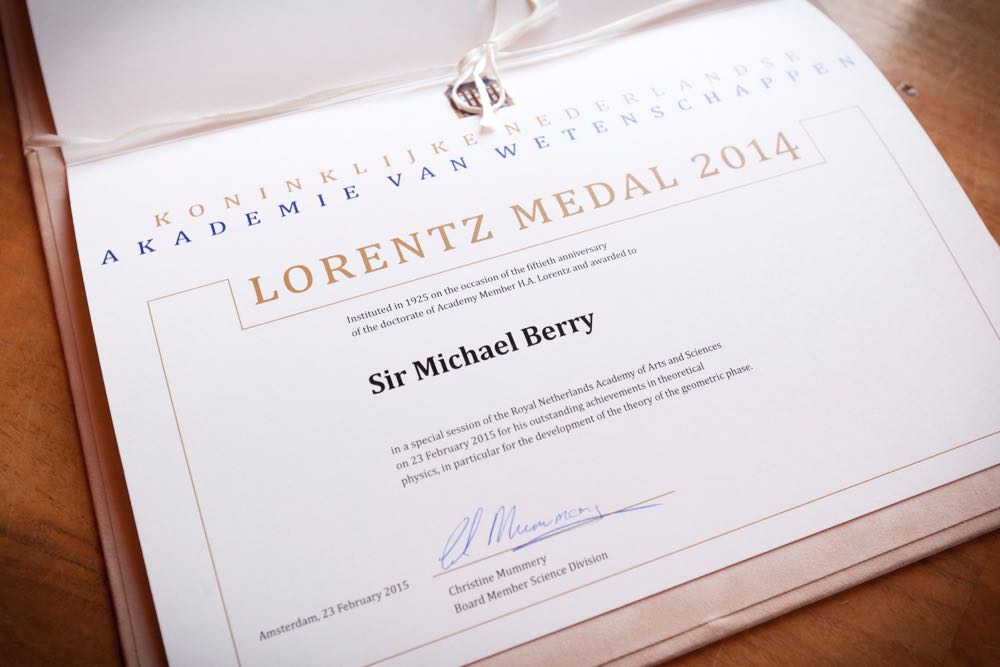 KONINKLIJKE NEDERLANDSE
AKADEMIE VAN WETENSCHAPPEN
LORENTZ MEDAL 2014
Instituted in 1925 on the occasion of the fiftieth anniversary
of the doctorate of Academy Member H.A. Lorentz and awarded to
Sir Michael Berry
in a special session of the Royal Netherlands Academy of Arts and Sciences
on 23 February 2015 for his outstanding achievements in theoretical
physics, in particular for the development of the theory of the geometric phase.
Mummery
Amsterdam, 23 February 2015
Christine Mummery
Board Member Science Division